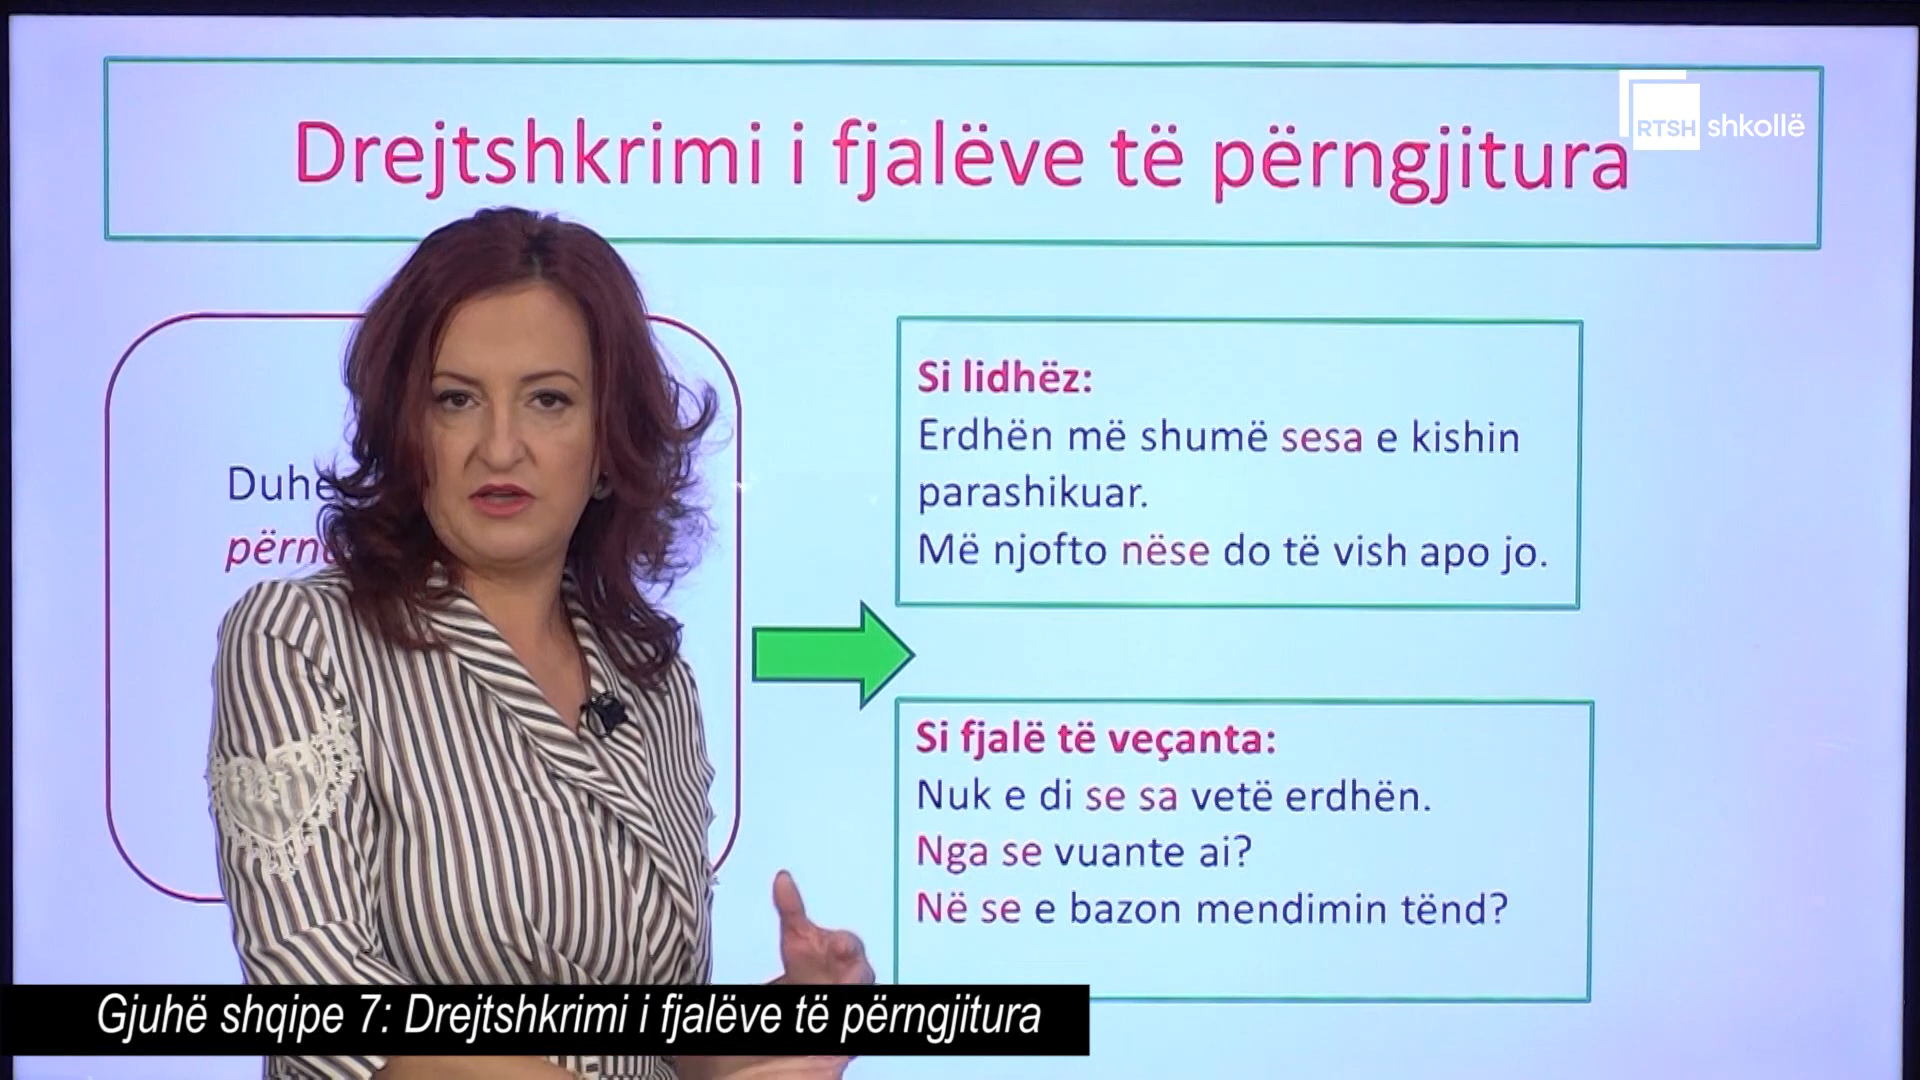 Drejtshkrimi i fjalëve të përngjitura
RTSH shkollë
Si lidhëz:
Erdhën më shumë sesa e kishin
parashikuar.
Më njofto nëse do të vish apo jo.
Si fjalë të veçanta:
Nuk e di se sa vetë erdhën.
Nga se vuante ai?
Në se e bazon mendimin tënd?
Gjuhë shqipe 7: Drejtshkrimi i fjalëve të përngjitura